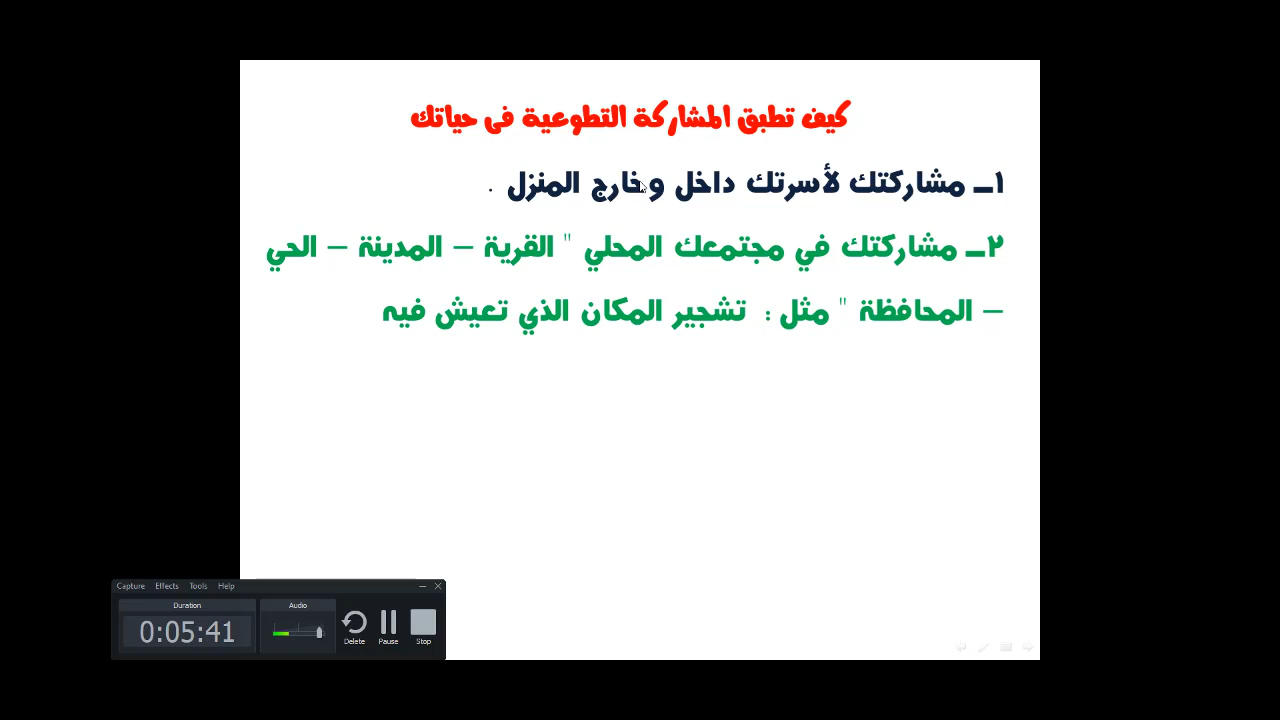 كيف تطبق المشاركة التطوعية فى حياتك
١ـ مشاركتك لأسرتك داخل وخارج المنزل .
٢ـ مشاركتك في مجتمعك المحلي " القرية – المدينة – الحي
– المحافظة " مثل : تشجير المكان الذي تعيش فيه
Capture Effects Tools Help
Duration Audio
0:05:41
Delete Pause Stop